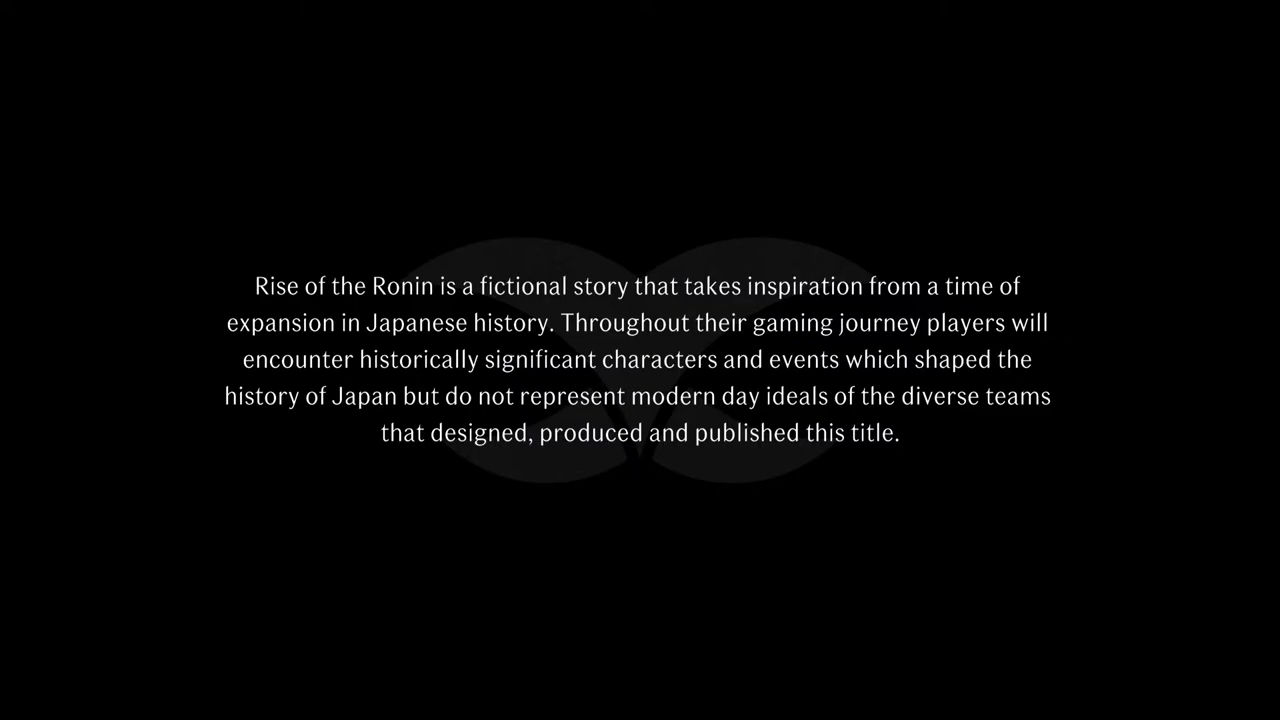 Rise of the Ronin is a fictional story that takes inspiration from a time of
expansion in Japanese history. Throughout their gaming journey players will
encounter historically significant characters and events which shaped the
history of Japan but do not represent modern day ideals of the diverse teams
that designed, produced and published this title.